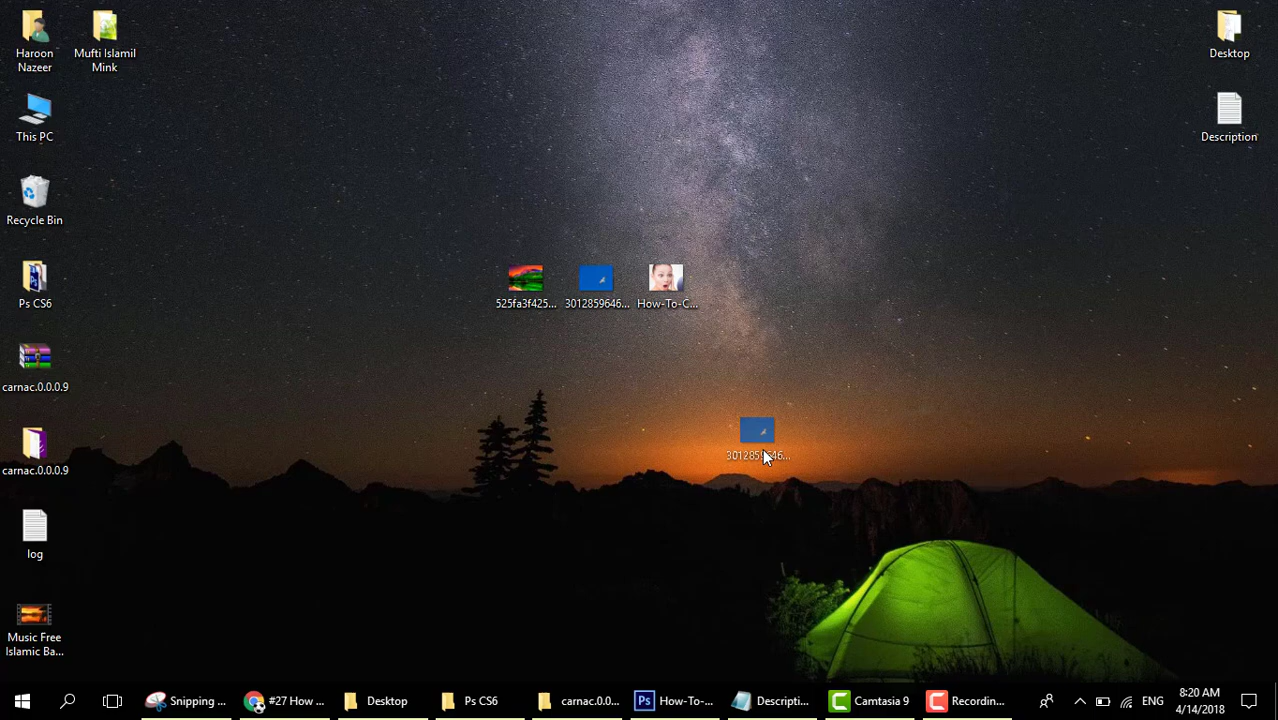 Haroon
Nazeer
Mufti Islamil
Mink
Desktop
This PC
Description
Recycle Bin
Ps CS6
525fa3f425...
3012859646...
How-To-C...
carnac.0.0.0.9
3012859646...
carnac.0.0.0.9
log
Music Free
Islamic Ba...
Snipping ...
#27 How ...
Desktop
Ps CS6
carnac.0.0...
Ps
How-To-...
Descripti...
Camtasia 9
Recordin...
ENG
8:20 AM
4/14/2018